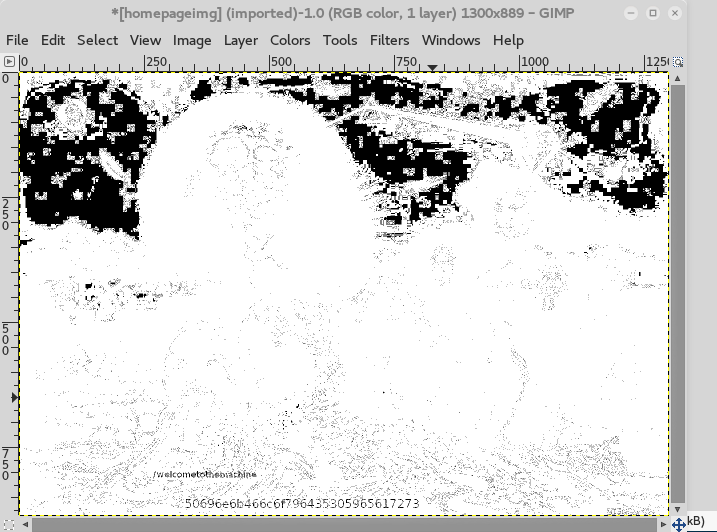 *[homepageimg] (imported)-1.0 (RGB color, 1 layer) 1300x889 – GIMP
File Edit Select View Image Layer Colors Tools Filters Windows Help
0 250 500 750 1000 1250
0
250
500
750
/welcometothemachine
50696e6b466c6f796435305965617273
kB)